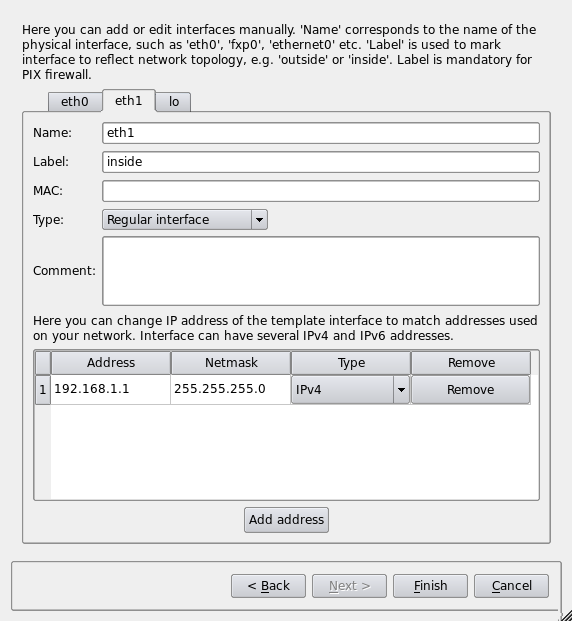 Here you can add or edit interfaces manually. 'Name' corresponds to the name of the
physical interface, such as 'eth0', 'fxp0', 'ethernet0' etc. 'Label' is used to mark
interface to reflect network topology, e.g. 'outside' or 'inside'. Label is mandatory for
PIX firewall.
eth0 eth1 lo
Name: eth1
Label: inside
MAC:
Type: Regular interface
Comment:
Here you can change IP address of the template interface to match addresses used
on your network. Interface can have several IPv4 and IPv6 addresses.
Address Netmask Type Remove
1 192.168.1.1 255.255.255.0 IPv4 Remove
Add address
< Back Next > Finish Cancel